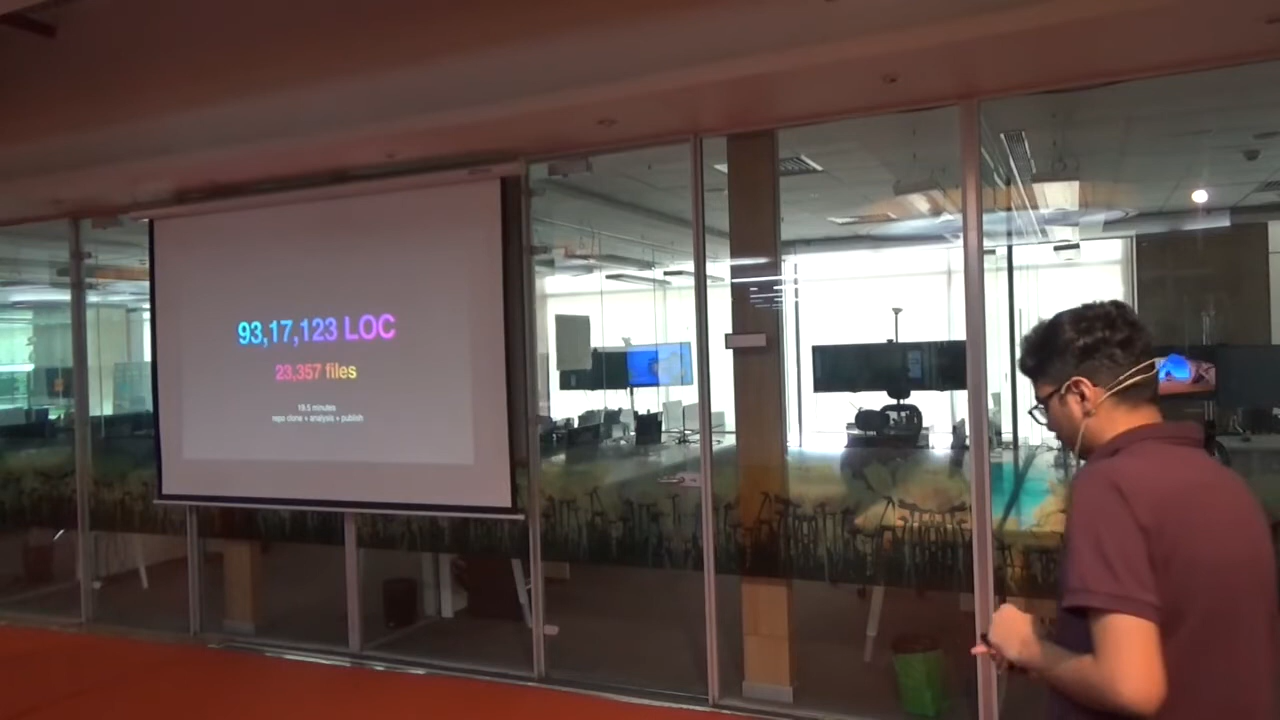 93,17,123 LOC
23,357 files
19.5 minutes
repo clone + analysis + publish